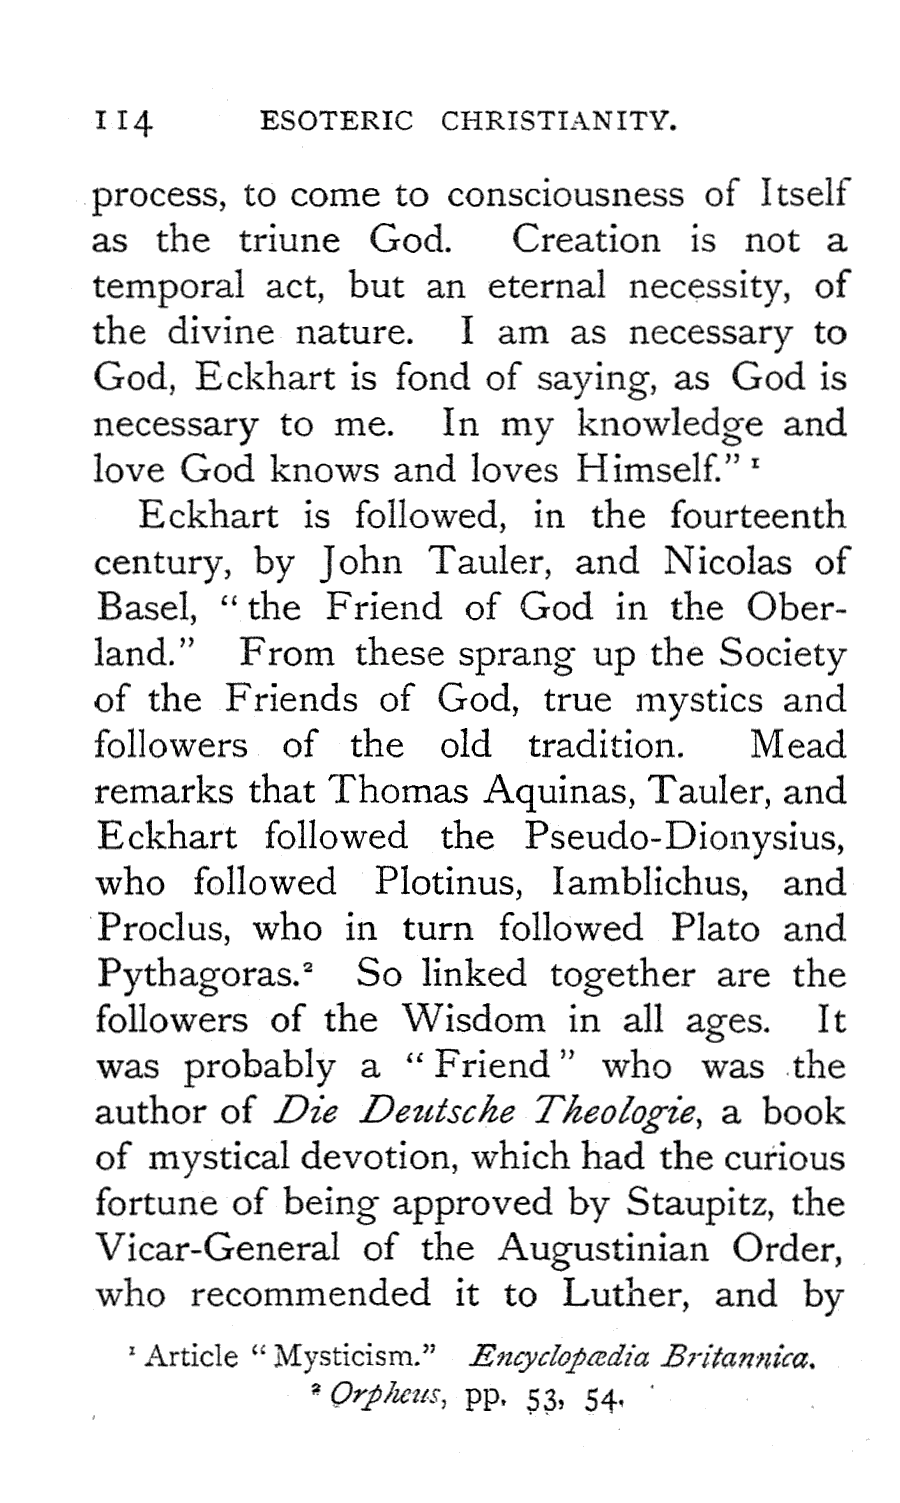 114 ESOTERIC CHRISTIANITY.
process, to come to consciousness of Itself
as the triune God. Creation is not a
temporal act, but an eternal necessity, of
the divine nature. I am as necessary to
God, Eckhart is fond of saying, as God is
necessary to me. In my knowledge and
love God knows and loves Himself.” ¹
Eckhart is followed, in the fourteenth
century, by John Tauler, and Nicolas of
Basel, “the Friend of God in the Ober-
land.” From these sprang up the Society
of the Friends of God, true mystics and
followers of the old tradition. Mead
remarks that Thomas Aquinas, Tauler, and
Eckhart followed the Pseudo-Dionysius,
who followed Plotinus, Iamblichus, and
Proclus, who in turn followed Plato and
Pythagoras.² So linked together are the
followers of the Wisdom in all ages. It
was probably a “Friend” who was the
author of Die Deutsche Theologie, a book
of mystical devotion, which had the curious
fortune of being approved by Staupitz, the
Vicar-General of the Augustinian Order,
who recommended it to Luther, and by
¹ Article “Mysticism.” Encyclopædia Britannica.
² Orpheus, pp. 53, 54.